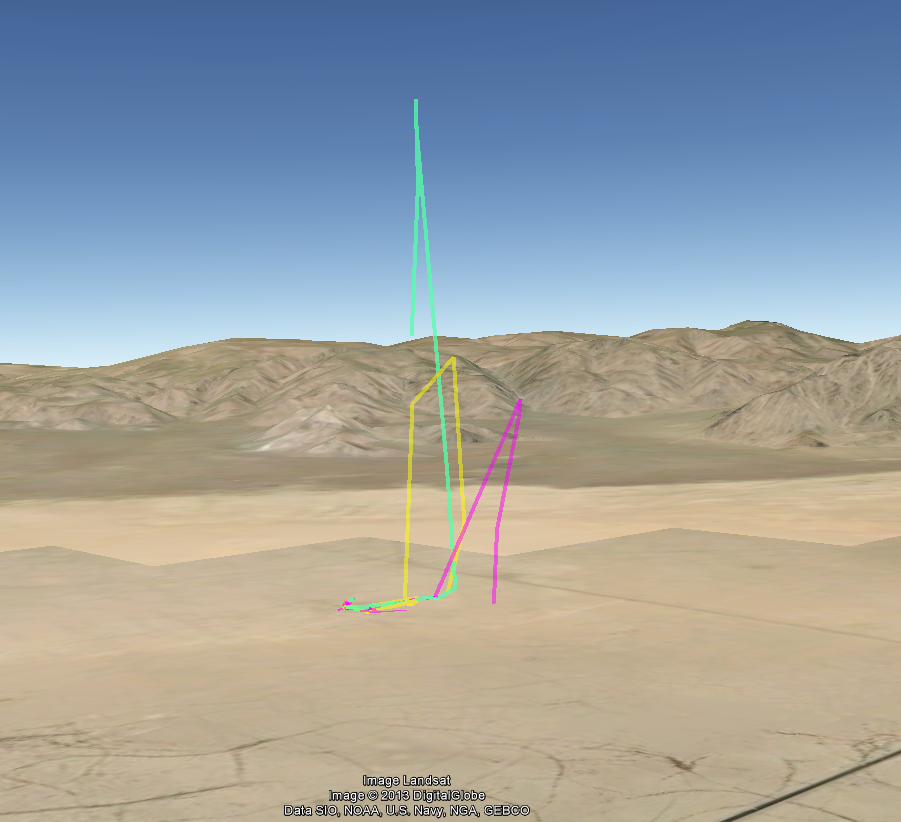 Image Landsat
Image © 2013 DigitalGlobe
Data SIO, NOAA, U.S. Navy, NGA, GEBCO